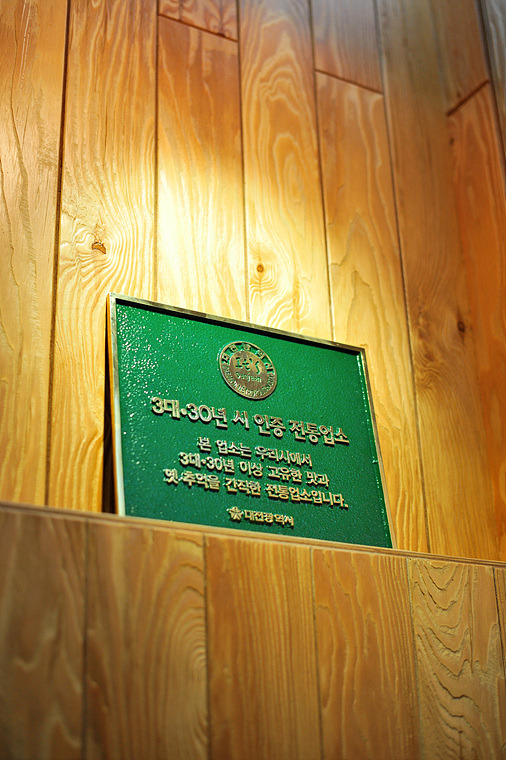 3대·30년 시 인증 전통업소
본 업소는 우리시에서
3대·30년 이상 고유한 맛과
옛·추억을 간직한 전통업소입니다.
대전광역시